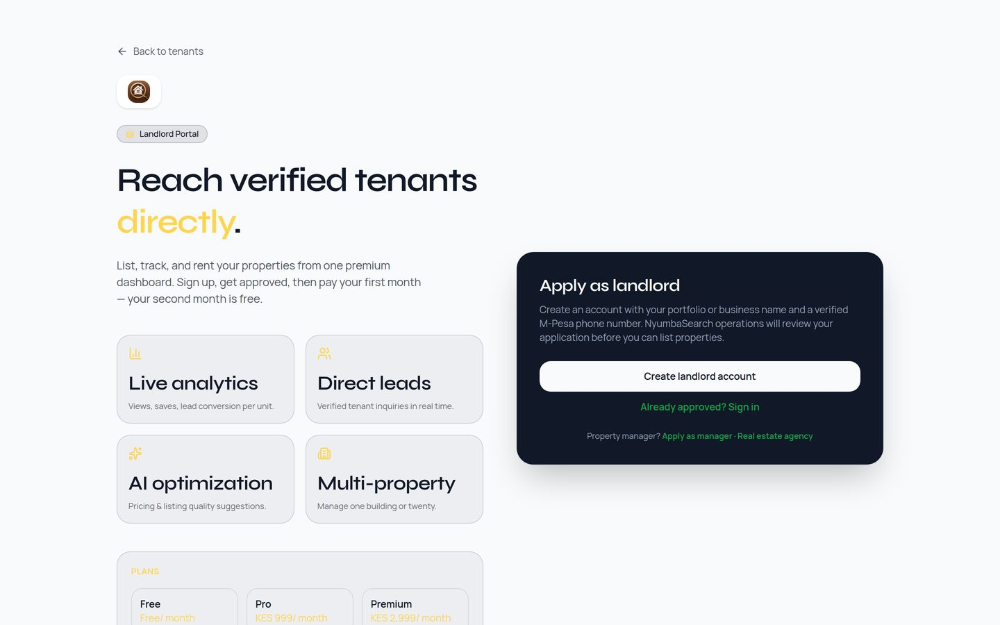 Back to tenants
Landlord Portal
Reach verified tenants
directly.
List, track, and rent your properties from one premium
dashboard. Sign up, get approved, then pay your first month
— your second month is free.
Live analytics
Views, saves, lead conversion per unit.
Direct leads
Verified tenant inquiries in real time.
AI optimization
Pricing & listing quality suggestions.
Multi-property
Manage one building or twenty.
PLANS
Free
Free/ month
Pro
KES 999/ month
Premium
KES 2,999/ month
Apply as landlord
Create an account with your portfolio or business name and a verified
M-Pesa phone number. NyumbaSearch operations will review your
application before you can list properties.
Create landlord account
Already approved? Sign in
Property manager? Apply as manager · Real estate agency